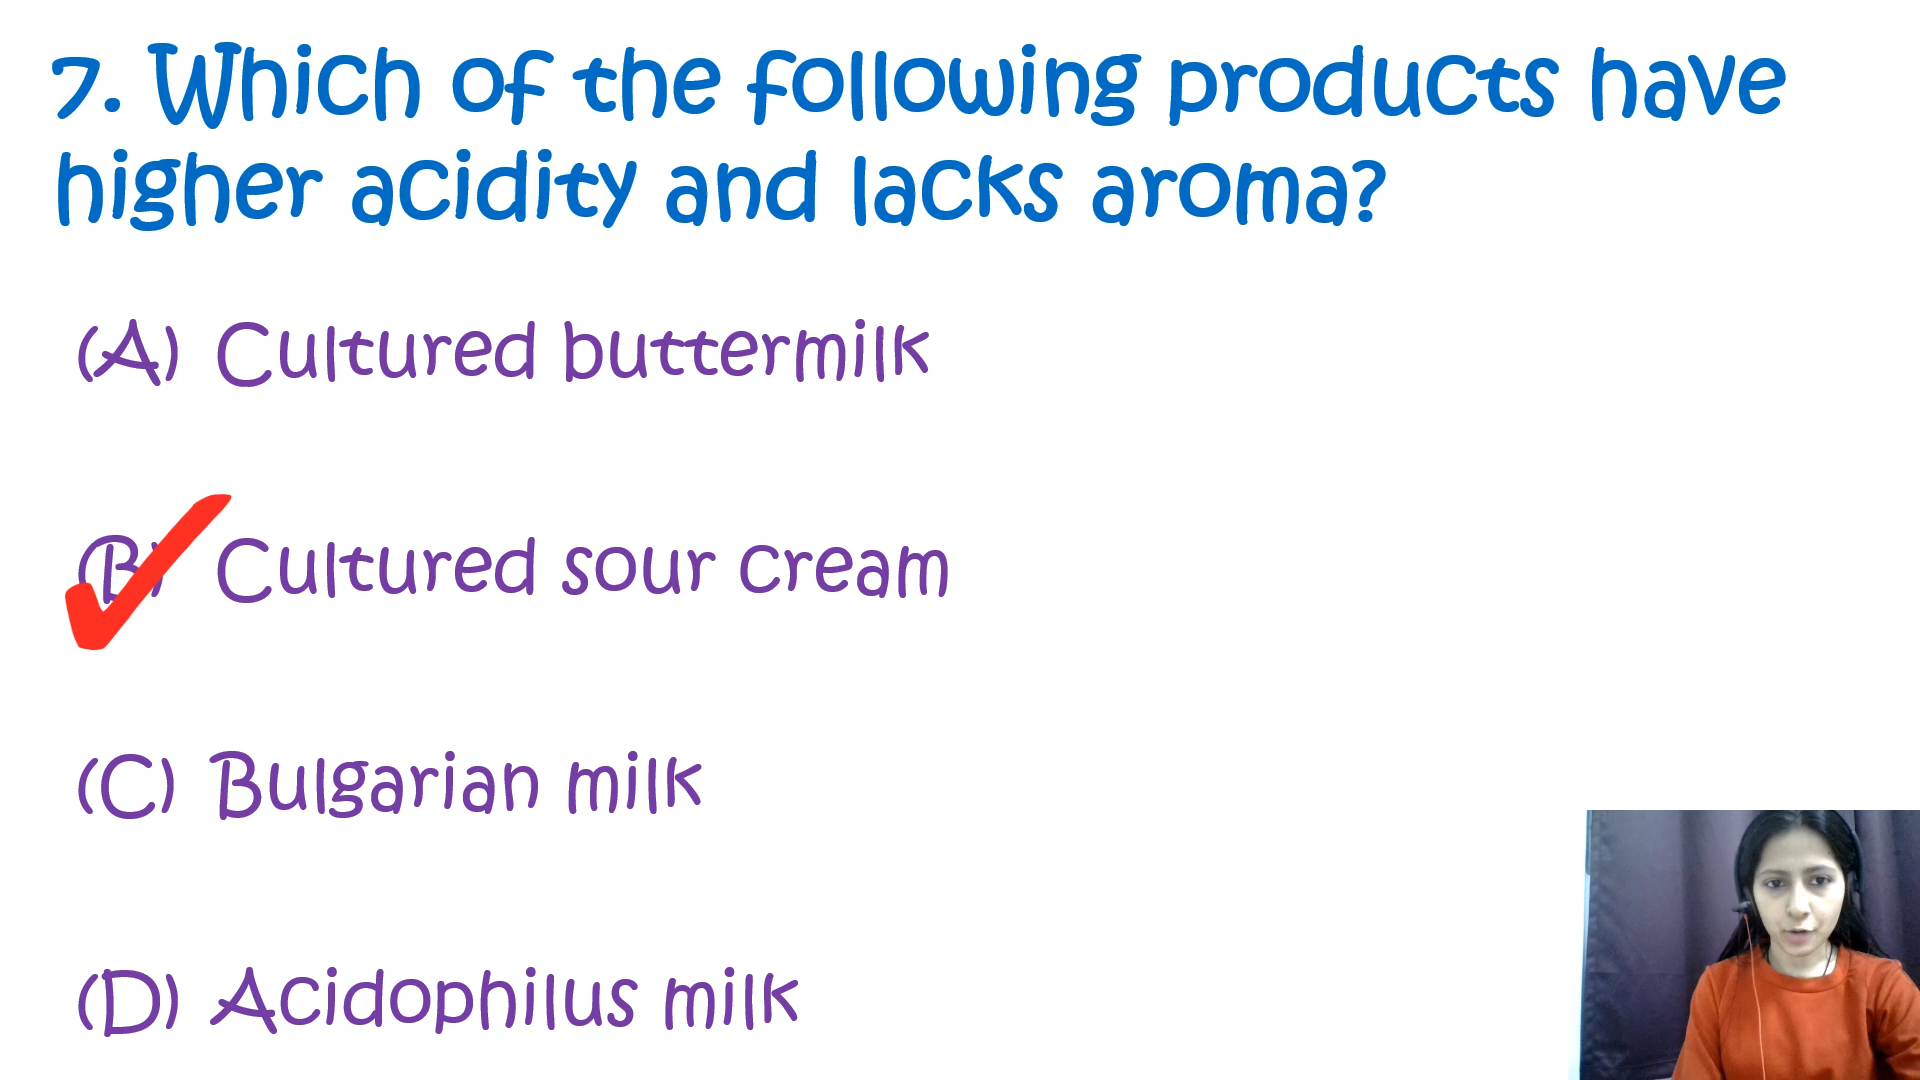 7. Which of the following products have
higher acidity and lacks aroma?
(A) Cultured buttermilk
(B) Cultured sour cream
(C) Bulgarian milk
(D) Acidophilus milk